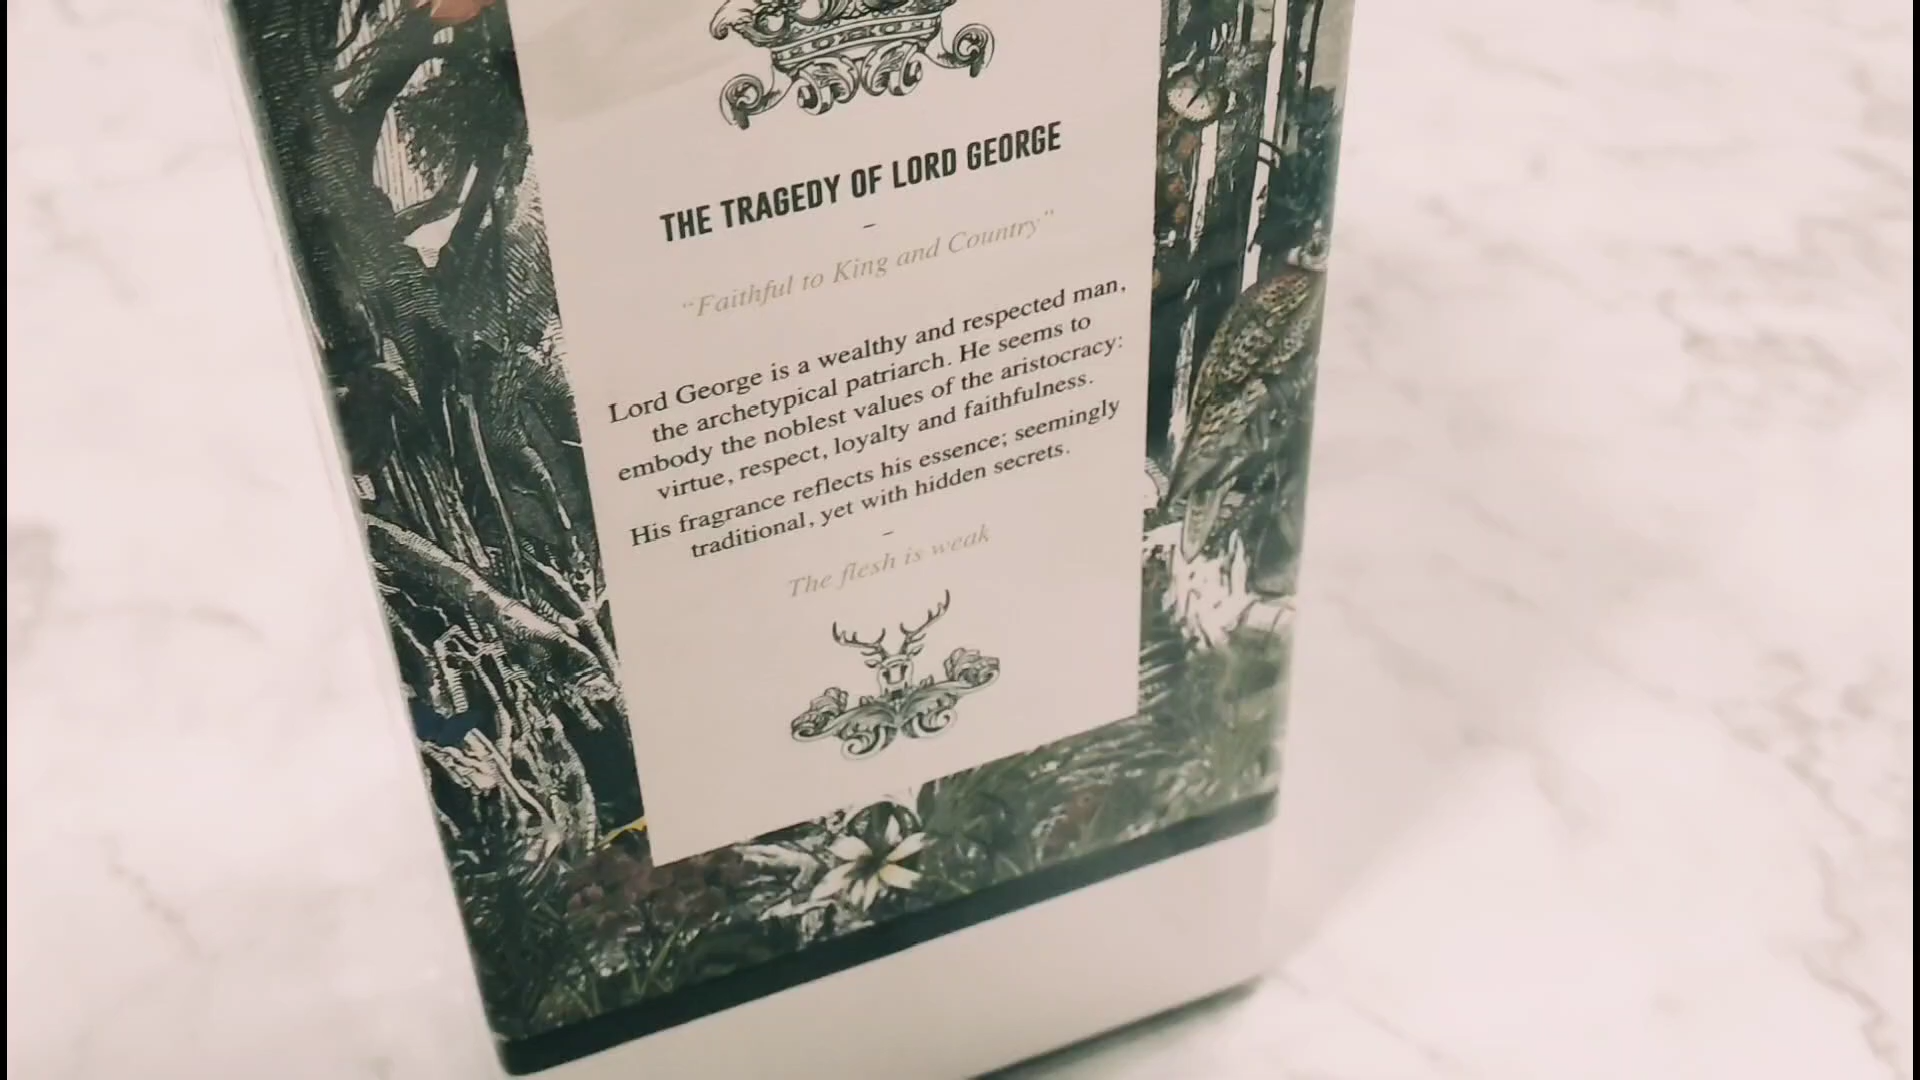 THE TRAGEDY OF LORD GEORGE
–
“Faithful to King and Country”
Lord George is a wealthy and respected man,
the archetypical patriarch. He seems to
embody the noblest values of the aristocracy:
virtue, respect, loyalty and faithfulness.
His fragrance reflects his essence; seemingly
traditional, yet with hidden secrets.
–
The flesh is weak